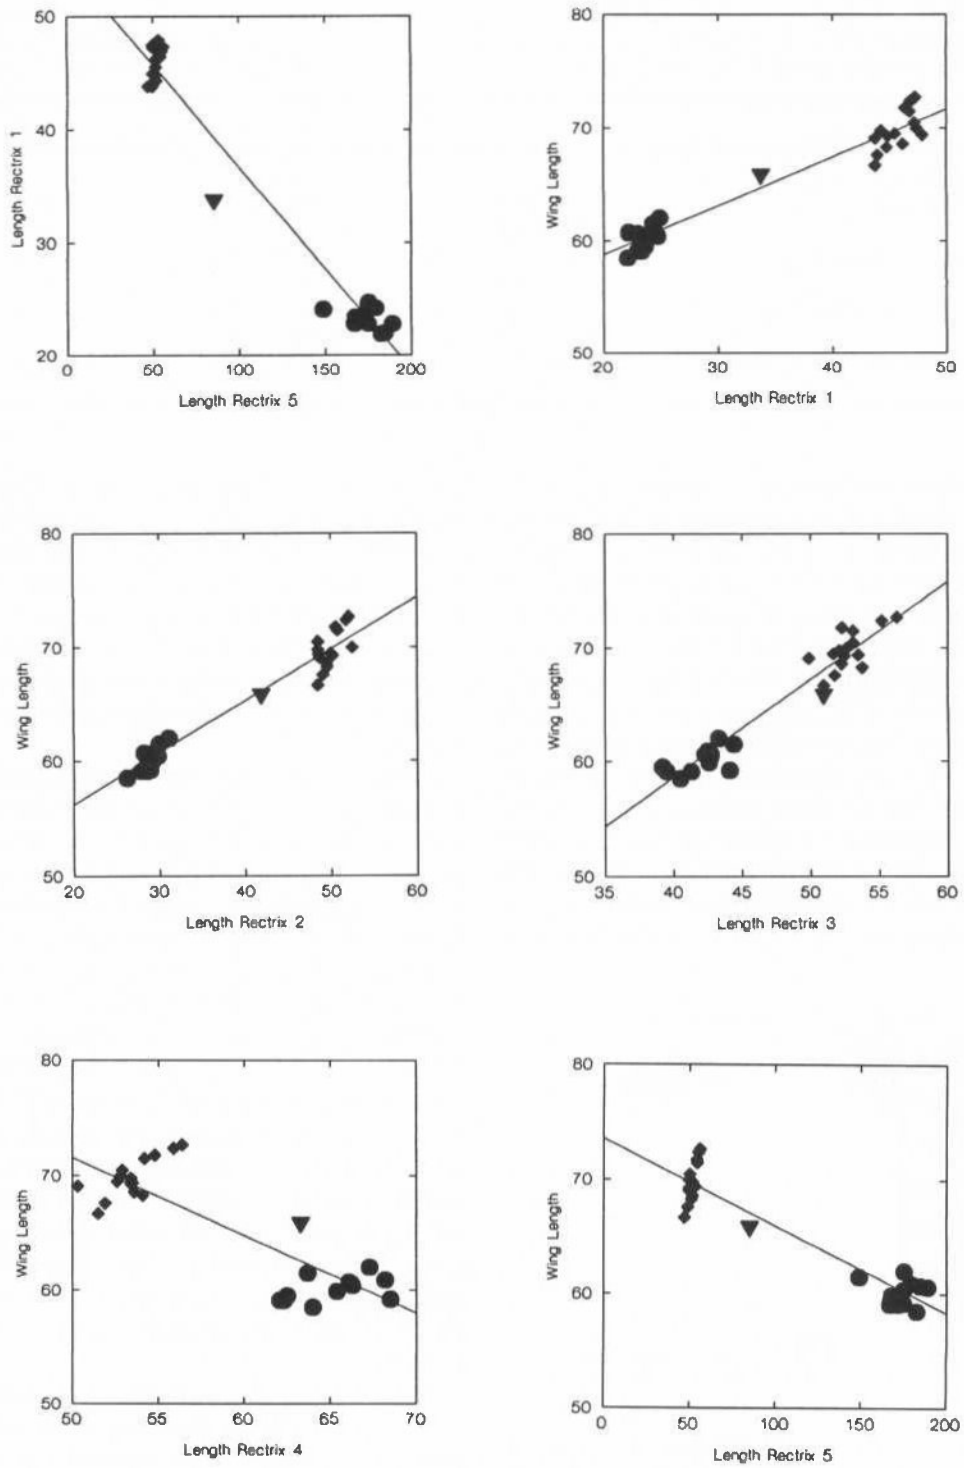 50
40
30
20
Length Rectrix 1
0 50 100 150 200
Length Rectrix 5
80
70
60
50
Wing Length
20 30 40 50
Length Rectrix 1
80
70
60
50
Wing Length
20 30 40 50 60
Length Rectrix 2
80
70
60
50
Wing Length
35 40 45 50 55 60
Length Rectrix 3
80
70
60
50
Wing Length
50 55 60 65 70
Length Rectrix 4
80
70
60
50
Wing Length
0 50 100 150 200
Length Rectrix 5